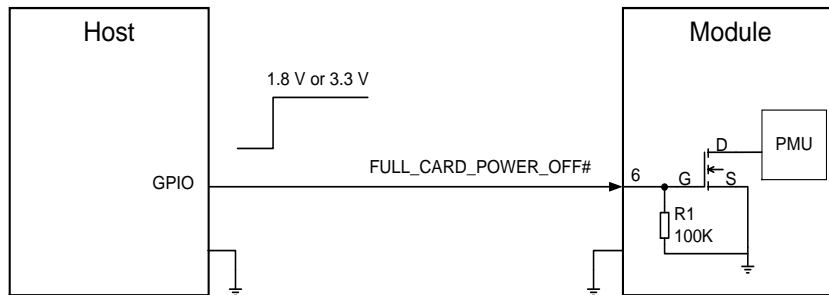 Host
Module
1.8 V or 3.3 V
D
PMU
FULL_CARD_POWER_OFF#
6
G
S
GPIO
R1
100K